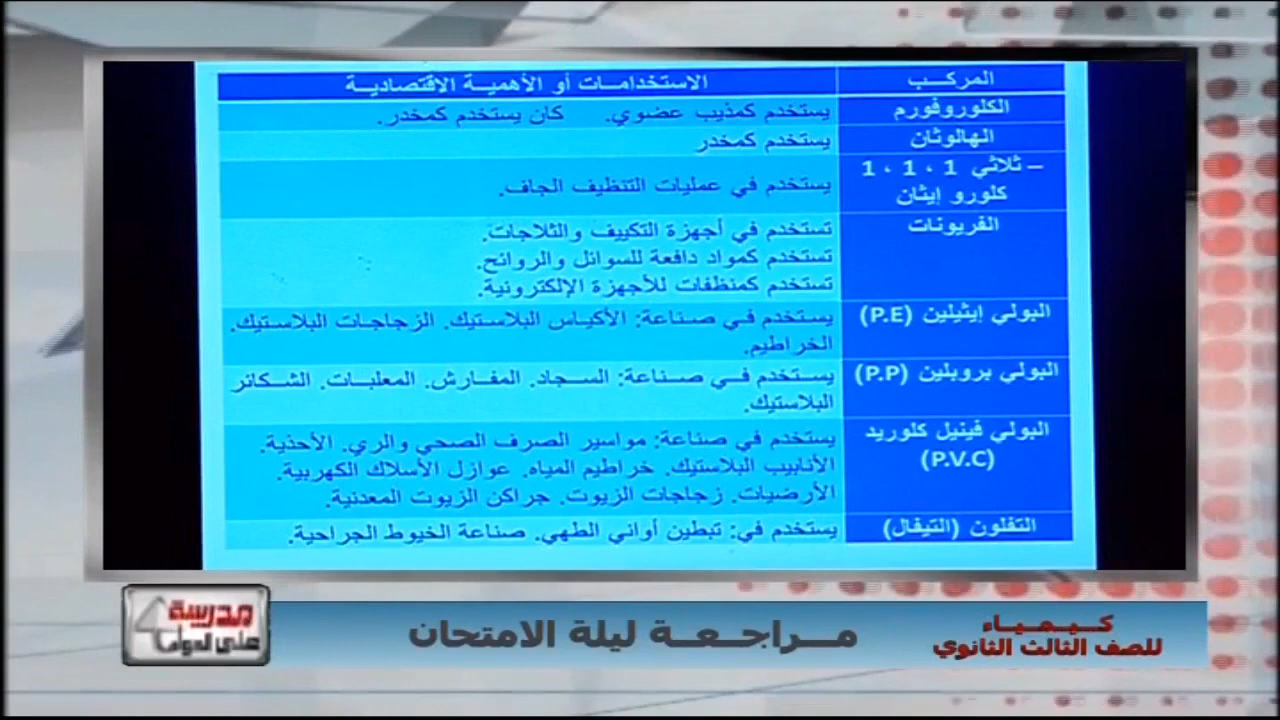 المركب الاستخدامات أو الأهمية الاقتصادية
الكلوروفورم يستخدم كمذيب عضوي. كان يستخدم كمخدر.
الهالوثان يستخدم كمخدر
– ثلاثي 1 ، 1 ، 1
كلورو إيثان
يستخدم في عمليات التنظيف الجاف.
الفريونات
تستخدم في أجهزة التكييف والثلاجات.
تستخدم كمواد دافعة للسوائل والروائح.
تستخدم كمنظفات للأجهزة الإلكترونية.
البولي إيثيلين (P.E)
يستخدم في صناعة: الأكياس البلاستيك. الزجاجات البلاستيك.
الخراطيم.
البولي بروبلين (P.P)
يستخدم في صناعة: السجاد. المفارش. المعلبات. الشكائر
البلاستيك.
البولي فينيل كلوريد
(P.V.C)
يستخدم في صناعة: مواسير الصرف الصحي والري. الأحذية.
الأنابيب البلاستيك. خراطيم المياه. عوازل الأسلاك الكهربية.
الأرضيات. زجاجات الزيوت. جراكن الزيوت المعدنية.
التفلون (التيفال) يستخدم في: تبطين أواني الطهي. صناعة الخيوط الجراحية.
كيمياء
للصف الثالث الثانوي
مراجعة ليلة الامتحان
مدرسة
على الهواء